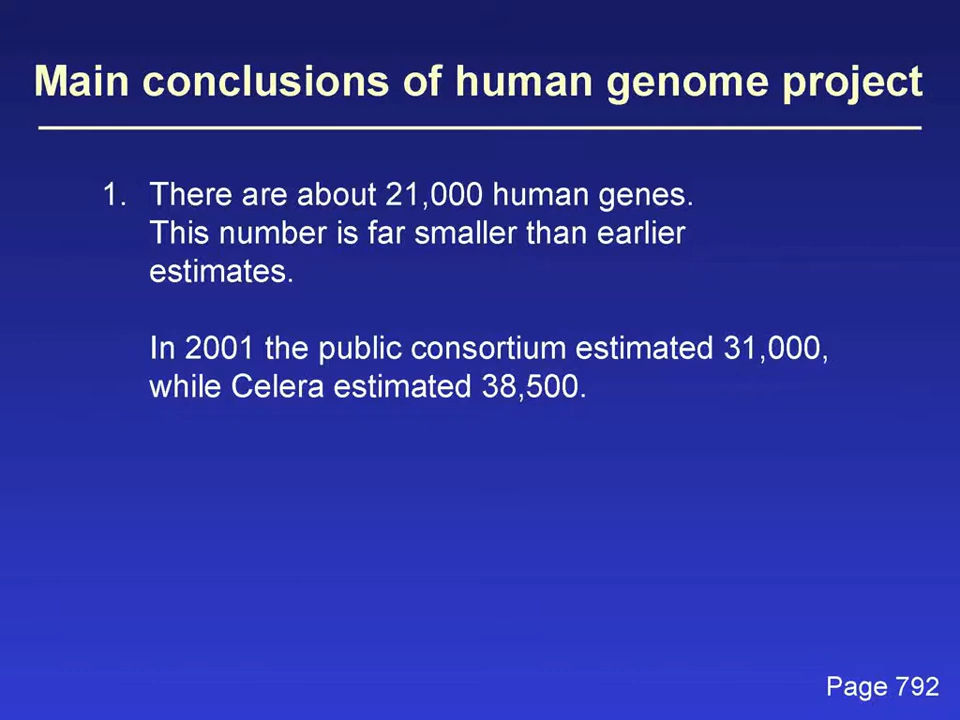 Main conclusions of human genome project
1. There are about 21,000 human genes.
This number is far smaller than earlier
estimates.
In 2001 the public consortium estimated 31,000,
while Celera estimated 38,500.
Page 792